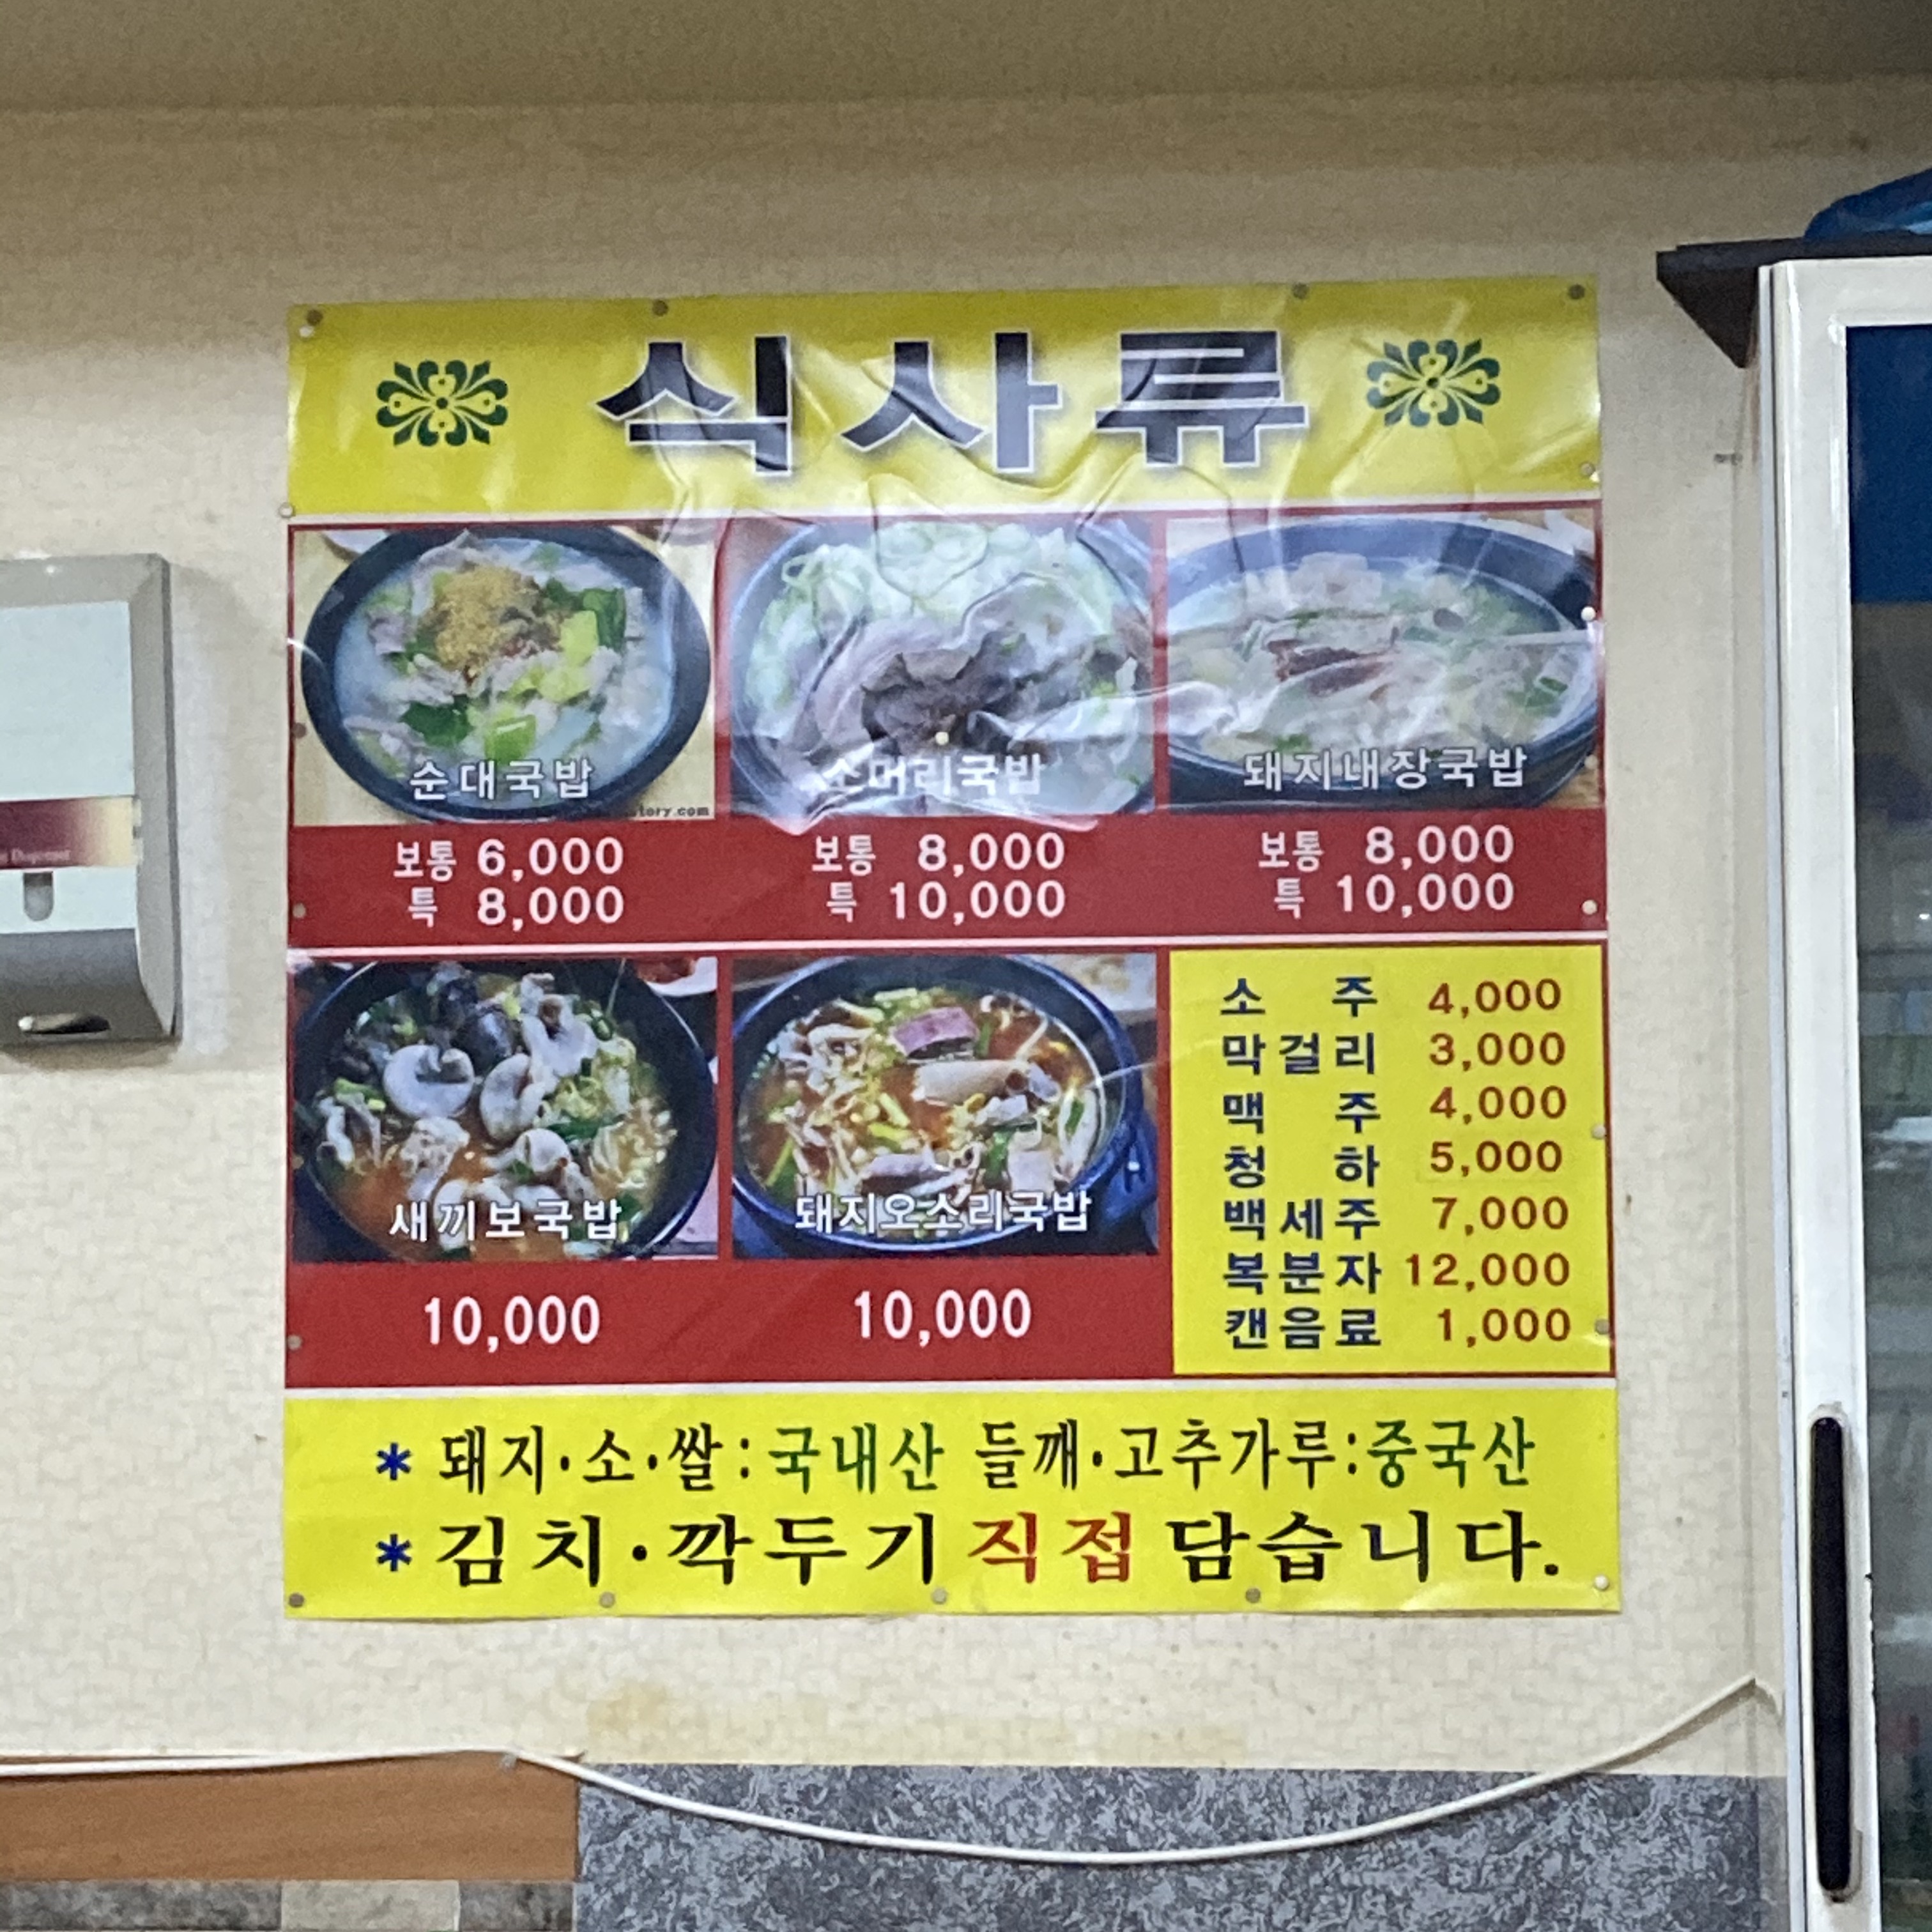 식사류
순대국밥
story.com
소머리국밥
돼지내장국밥
보통 6,000
특 8,000
보통 8,000
특 10,000
보통 8,000
특 10,000
새끼보국밥
10,000
돼지오소리국밥
10,000
소 주 4,000
막걸리 3,000
맥 주 4,000
청 하 5,000
백세주 7,000
복분자 12,000
캔음료 1,000
* 돼지·소·쌀:국내산 들깨·고추가루:중국산
* 김치·깍두기 직접 담습니다.